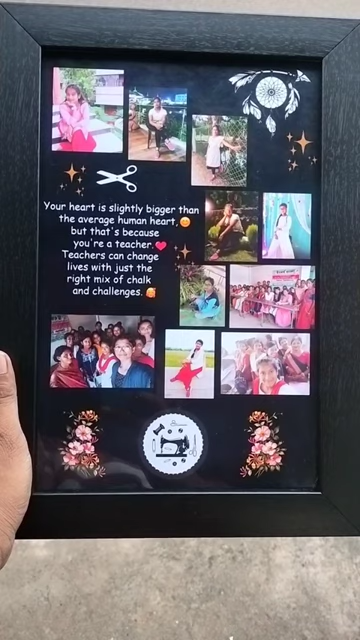 Your heart is slightly bigger than
the average human heart,😊
but that's because
you're a teacher.❤️
Teachers can change
lives with just the
right mix of chalk
and challenges.🥰